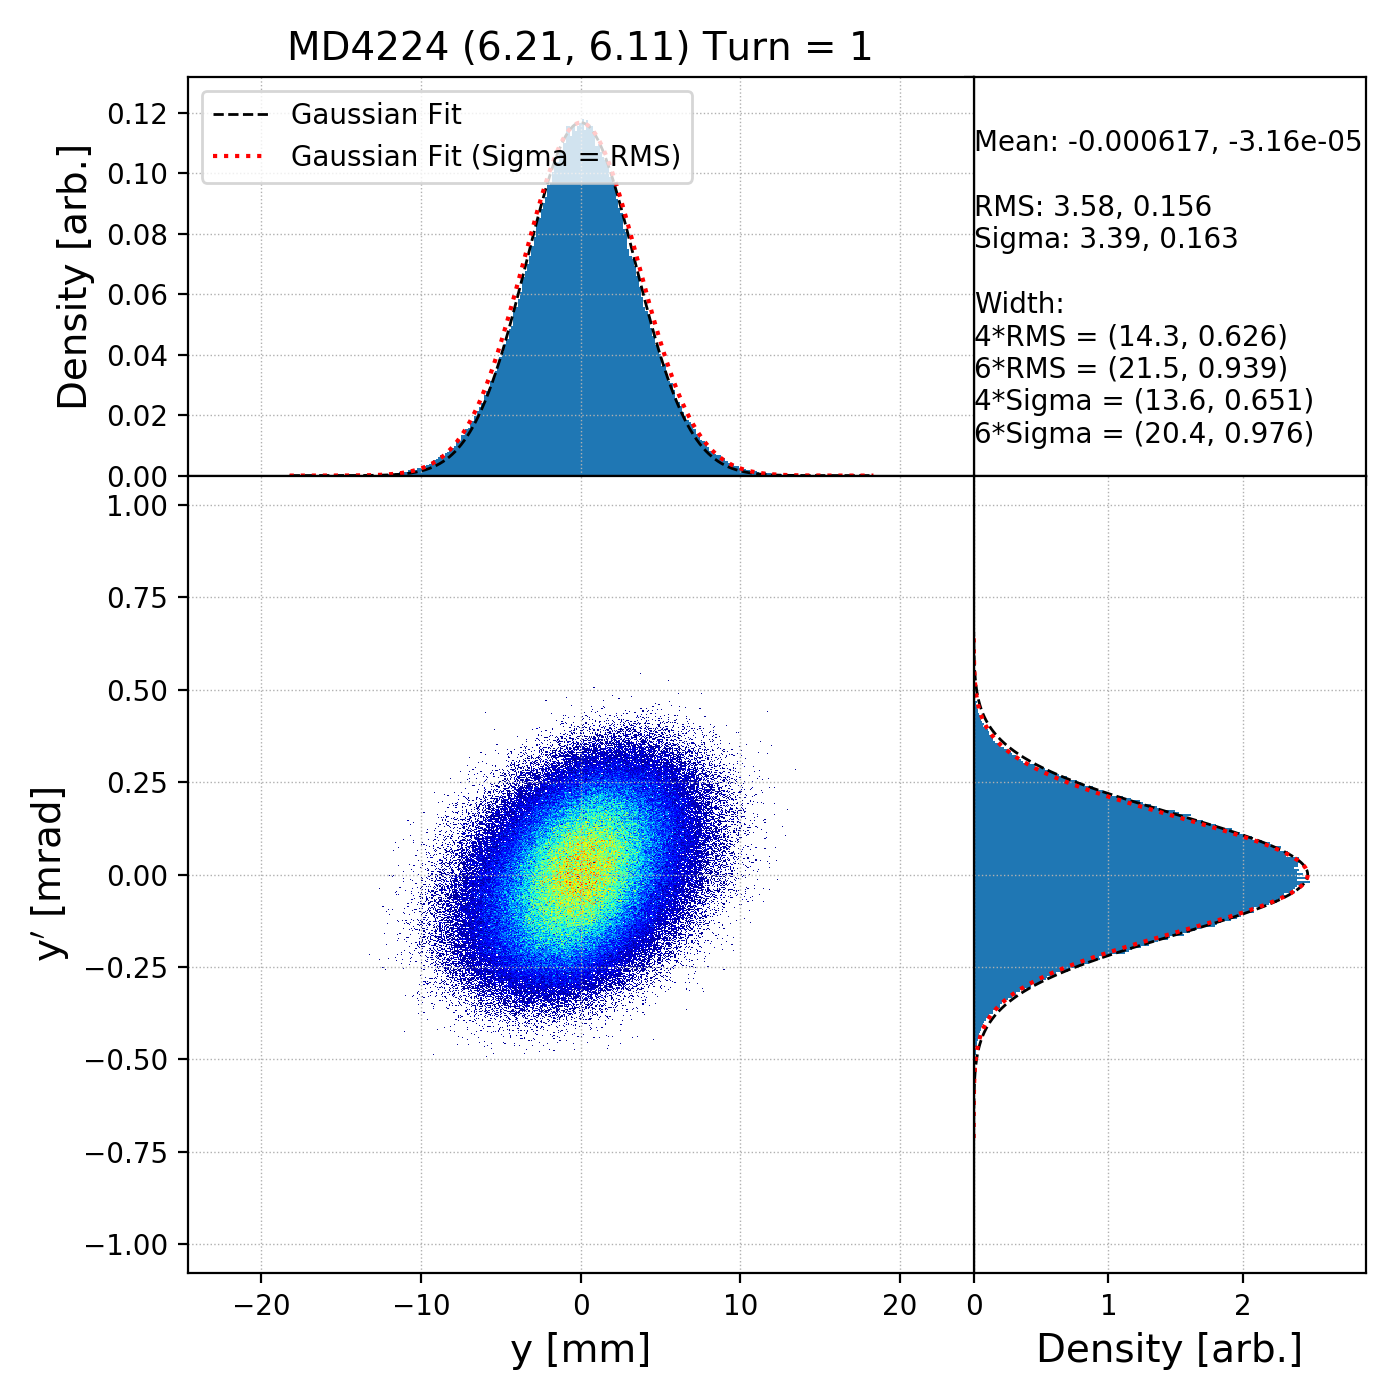 MD4224 (6.21, 6.11) Turn = 1
Gaussian Fit
Gaussian Fit (Sigma = RMS)
Density [arb.]
0.12
0.10
0.08
0.06
0.04
0.02
0.00
Mean: -0.000617, -3.16e-05
RMS: 3.58, 0.156
Sigma: 3.39, 0.163
Width:
4*RMS = (14.3, 0.626)
6*RMS = (21.5, 0.939)
4*Sigma = (13.6, 0.651)
6*Sigma = (20.4, 0.976)
y′ [mrad]
1.00
0.75
0.50
0.25
0.00
−0.25
−0.50
−0.75
−1.00
−20 −10 0 10 20
y [mm]
0 1 2
Density [arb.]